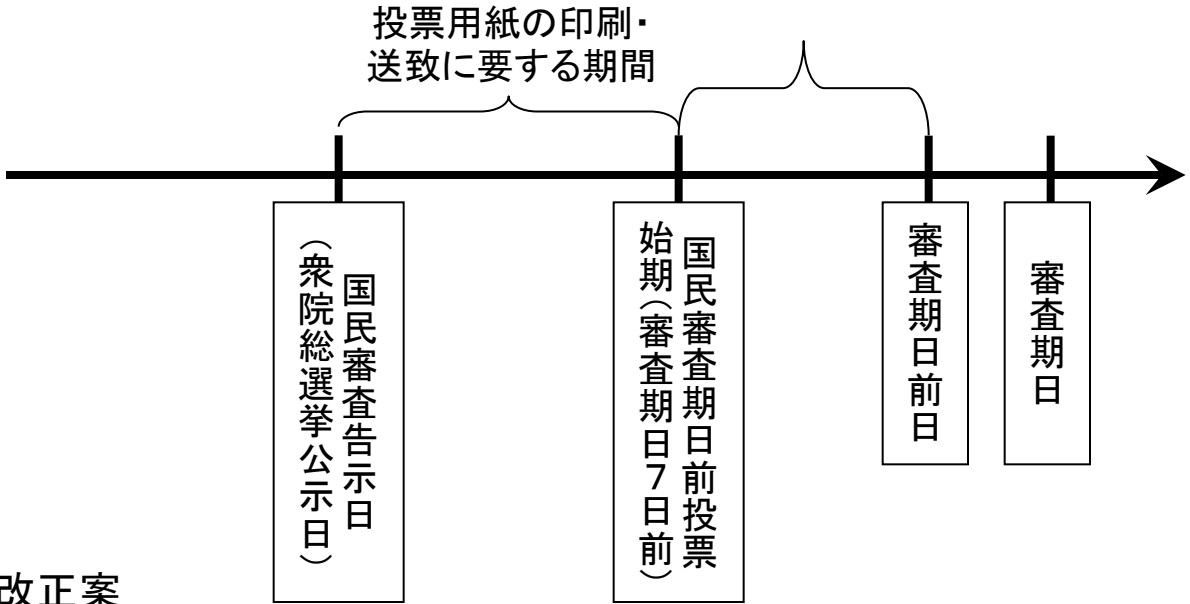 投票用紙の印刷・
送致に要する期間
国民審査告示日
（衆院総選挙公示日）
国民審査期日前投票
始期（審査期日７日前）
審査期日前日
審査期日
改正案